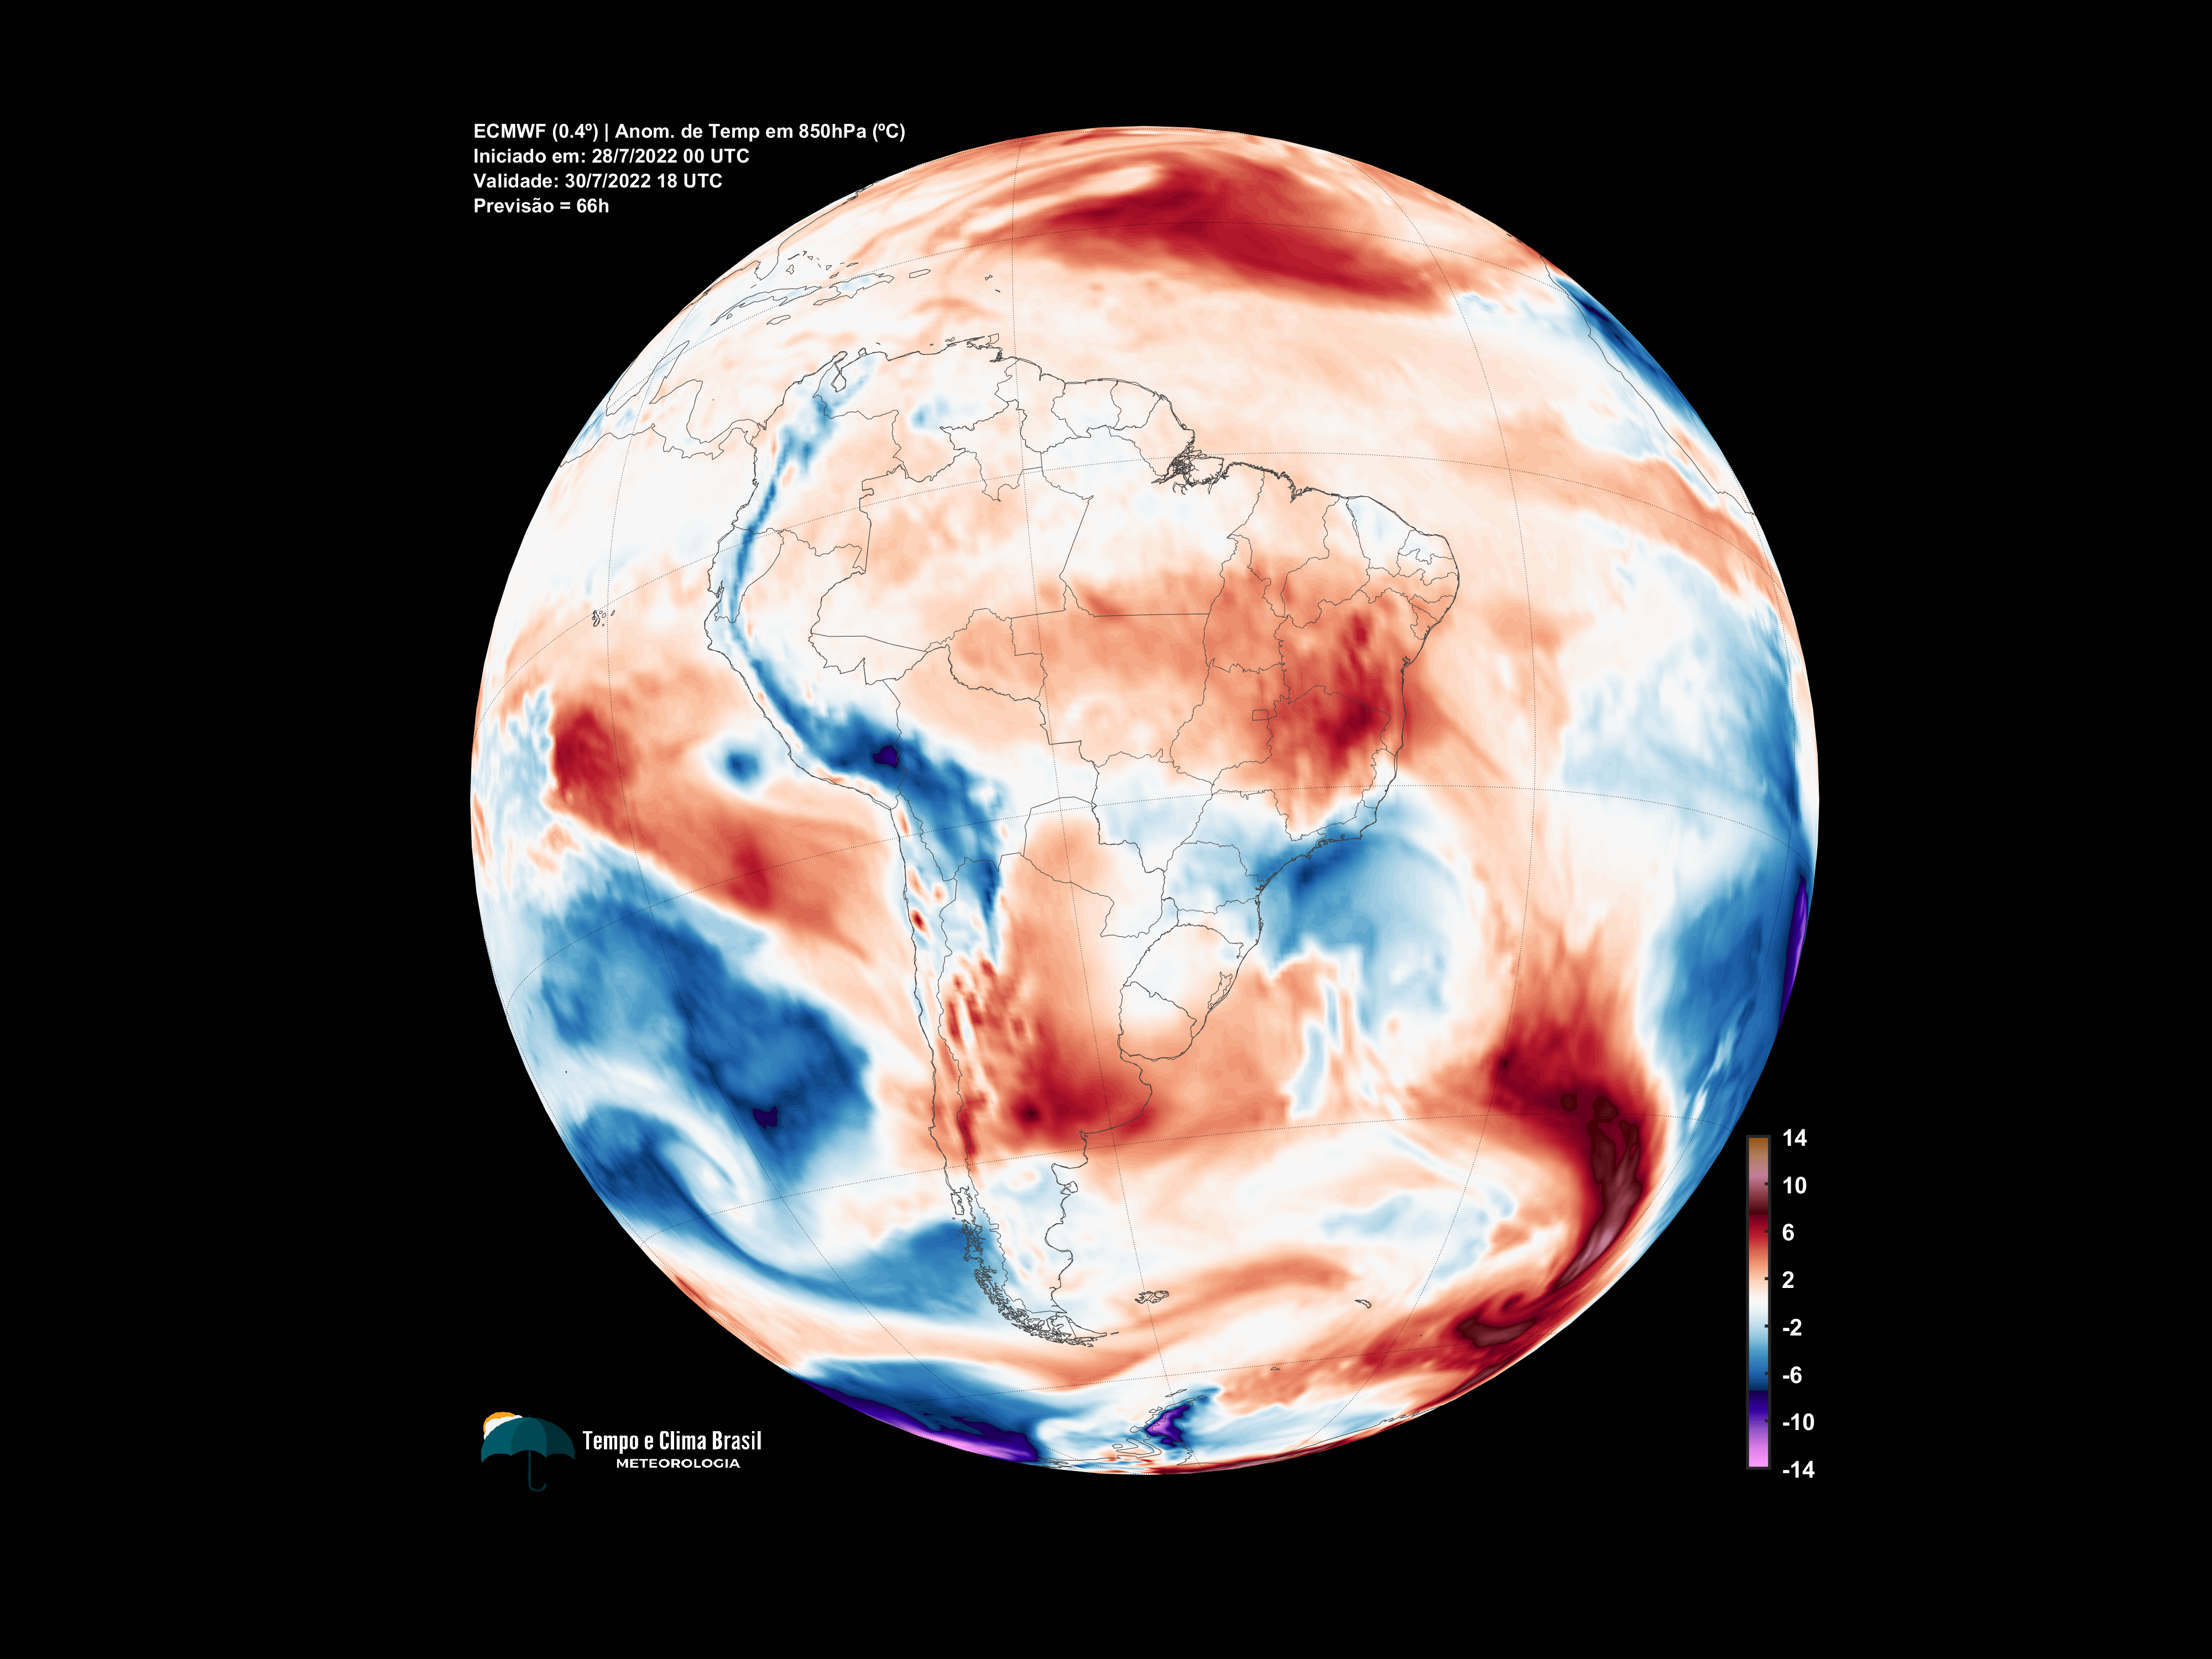 ECMWF (0.4º) | Anom. de Temp em 850hPa (ºC)
Iniciado em: 28/7/2022 00 UTC
Validade: 30/7/2022 18 UTC
Previsão = 66h
14
10
6
2
-2
-6
-10
-14
Tempo e Clima Brasil
METEOROLOGIA